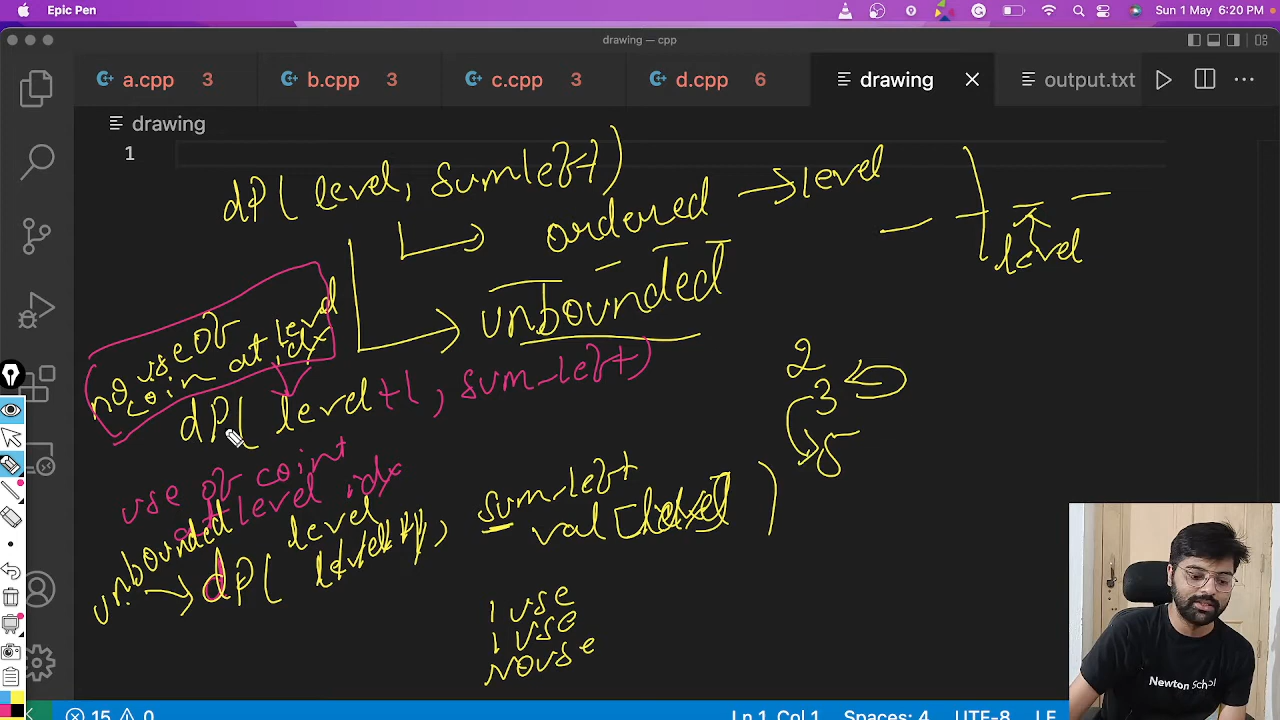 Epic Pen
Sun 1 May 6:20 PM
drawing — cpp
a.cpp 3
b.cpp 3
c.cpp 3
d.cpp 6
drawing
output.txt
drawing
1
dP( level, sumleft)
ordered → level
level
unbounded
no use of
coin at level
idx
dP( level+1, sum-left)
2
3
5
use of coint
at level idx
unbounded
dP( level, sum-left
val[level] )
1 use
1 use
no use
Newton School
15 0
Ln 1, Col 1
Spaces: 4
UTF-8
LF